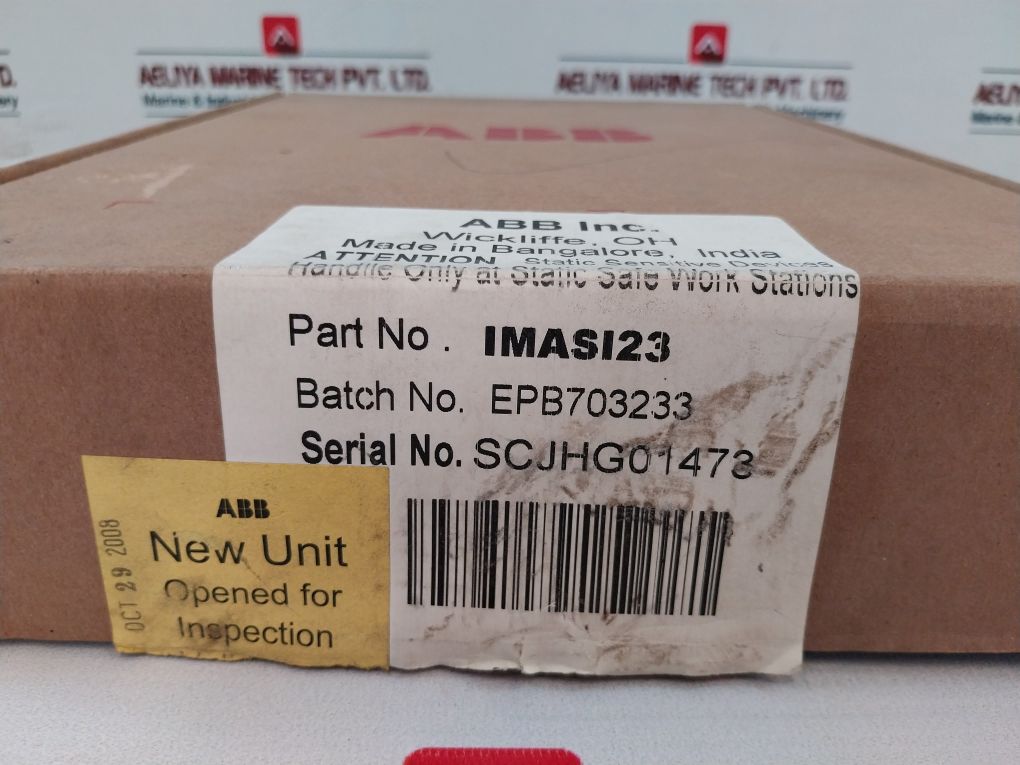 AELIYA MARINE TECH PVT. LTD.
AELIYA MARINE TECH PVT. LTD.
ABB
ABB Inc.
Wickliffe, OH
Made in Bangalore, India
ATTENTION Static Sensitive Devices
Handle Only at Static Safe Work Stations
Part No . IMASI23
Batch No. EPB703233
Serial No. SCJHG01473
ABB
New Unit
Opened for
Inspection
OCT 29 2008